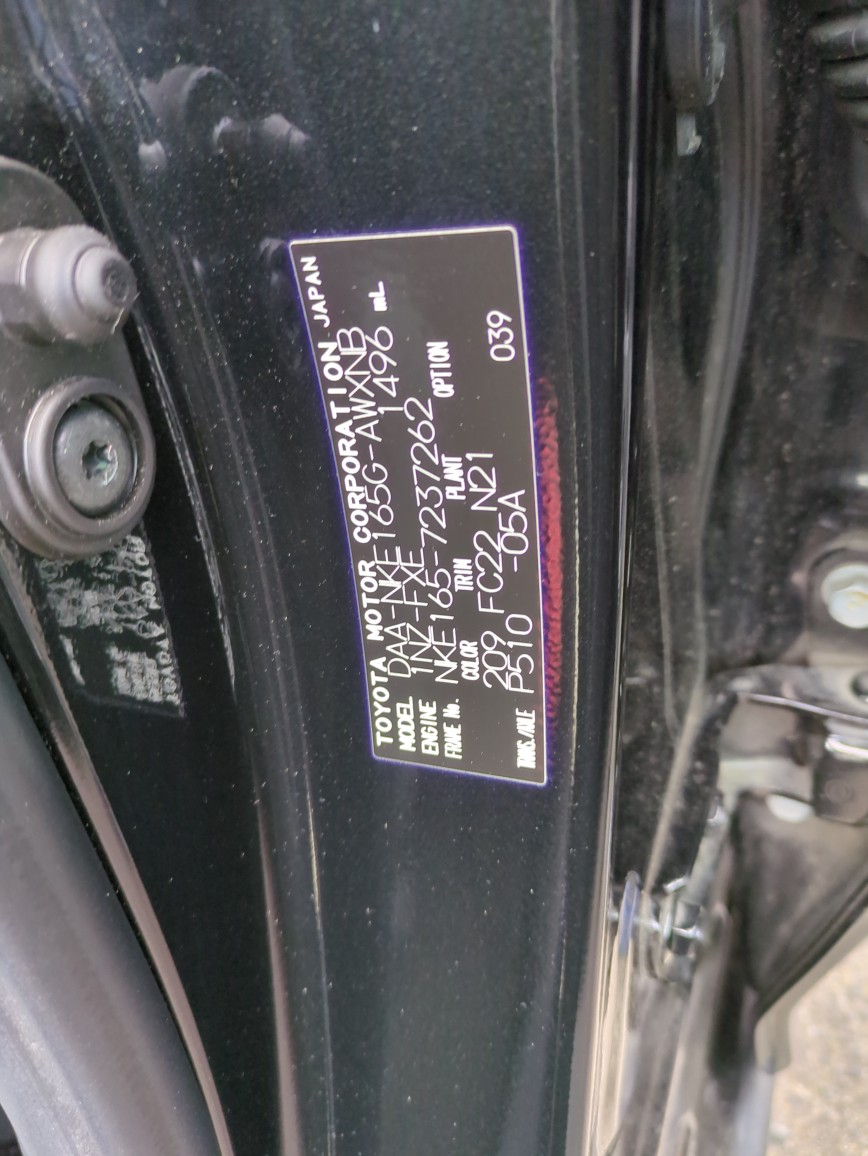 TOYOTA MOTOR CORPORATION JAPAN
MODEL DAA-NKE165G-AWXNB
ENGINE 1NZ-FXE 1496 mL
FRAME No. NKE165-7237262
COLOR TRIM PLANT OPTION
209 FC22 N21
TRANS./AXLE P510 -05A 039